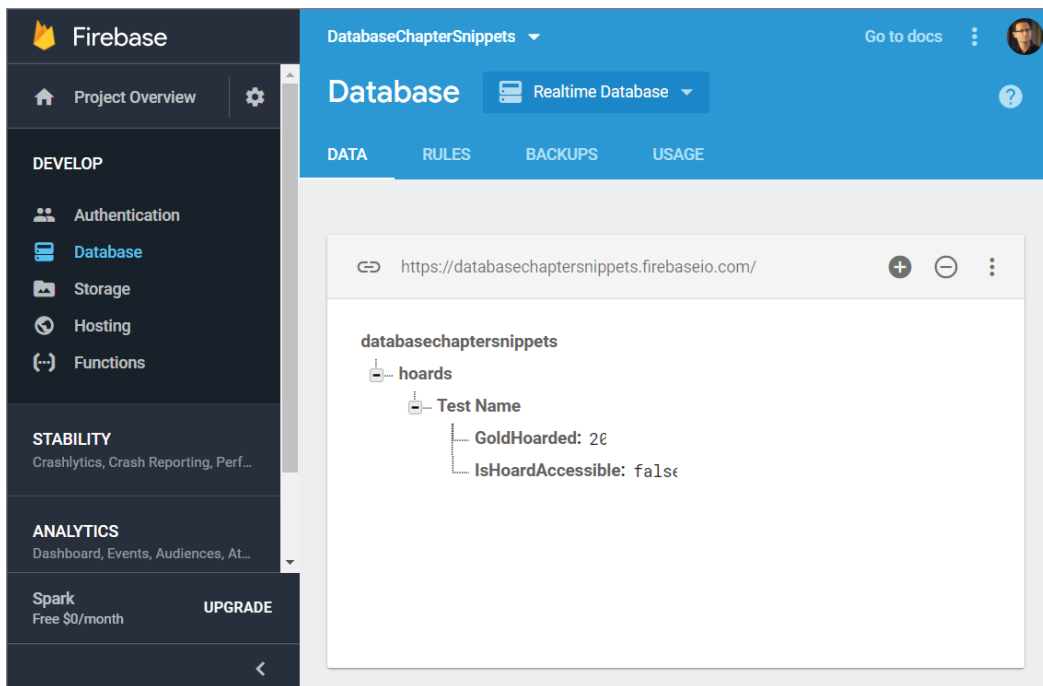 Firebase
Project Overview
DEVELOP
Authentication
Database
Storage
Hosting
Functions
STABILITY
Crashlytics, Crash Reporting, Perf...
ANALYTICS
Dashboard, Events, Audiences, At...
Spark
Free $0/month
UPGRADE
DatabaseChapterSnippets
Go to docs
Database
Realtime Database
DATA RULES BACKUPS USAGE
https://databasechaptersnippets.firebaseio.com/
databasechaptersnippets
hoards
Test Name
GoldHoarded: 20
IsHoardAccessible: false